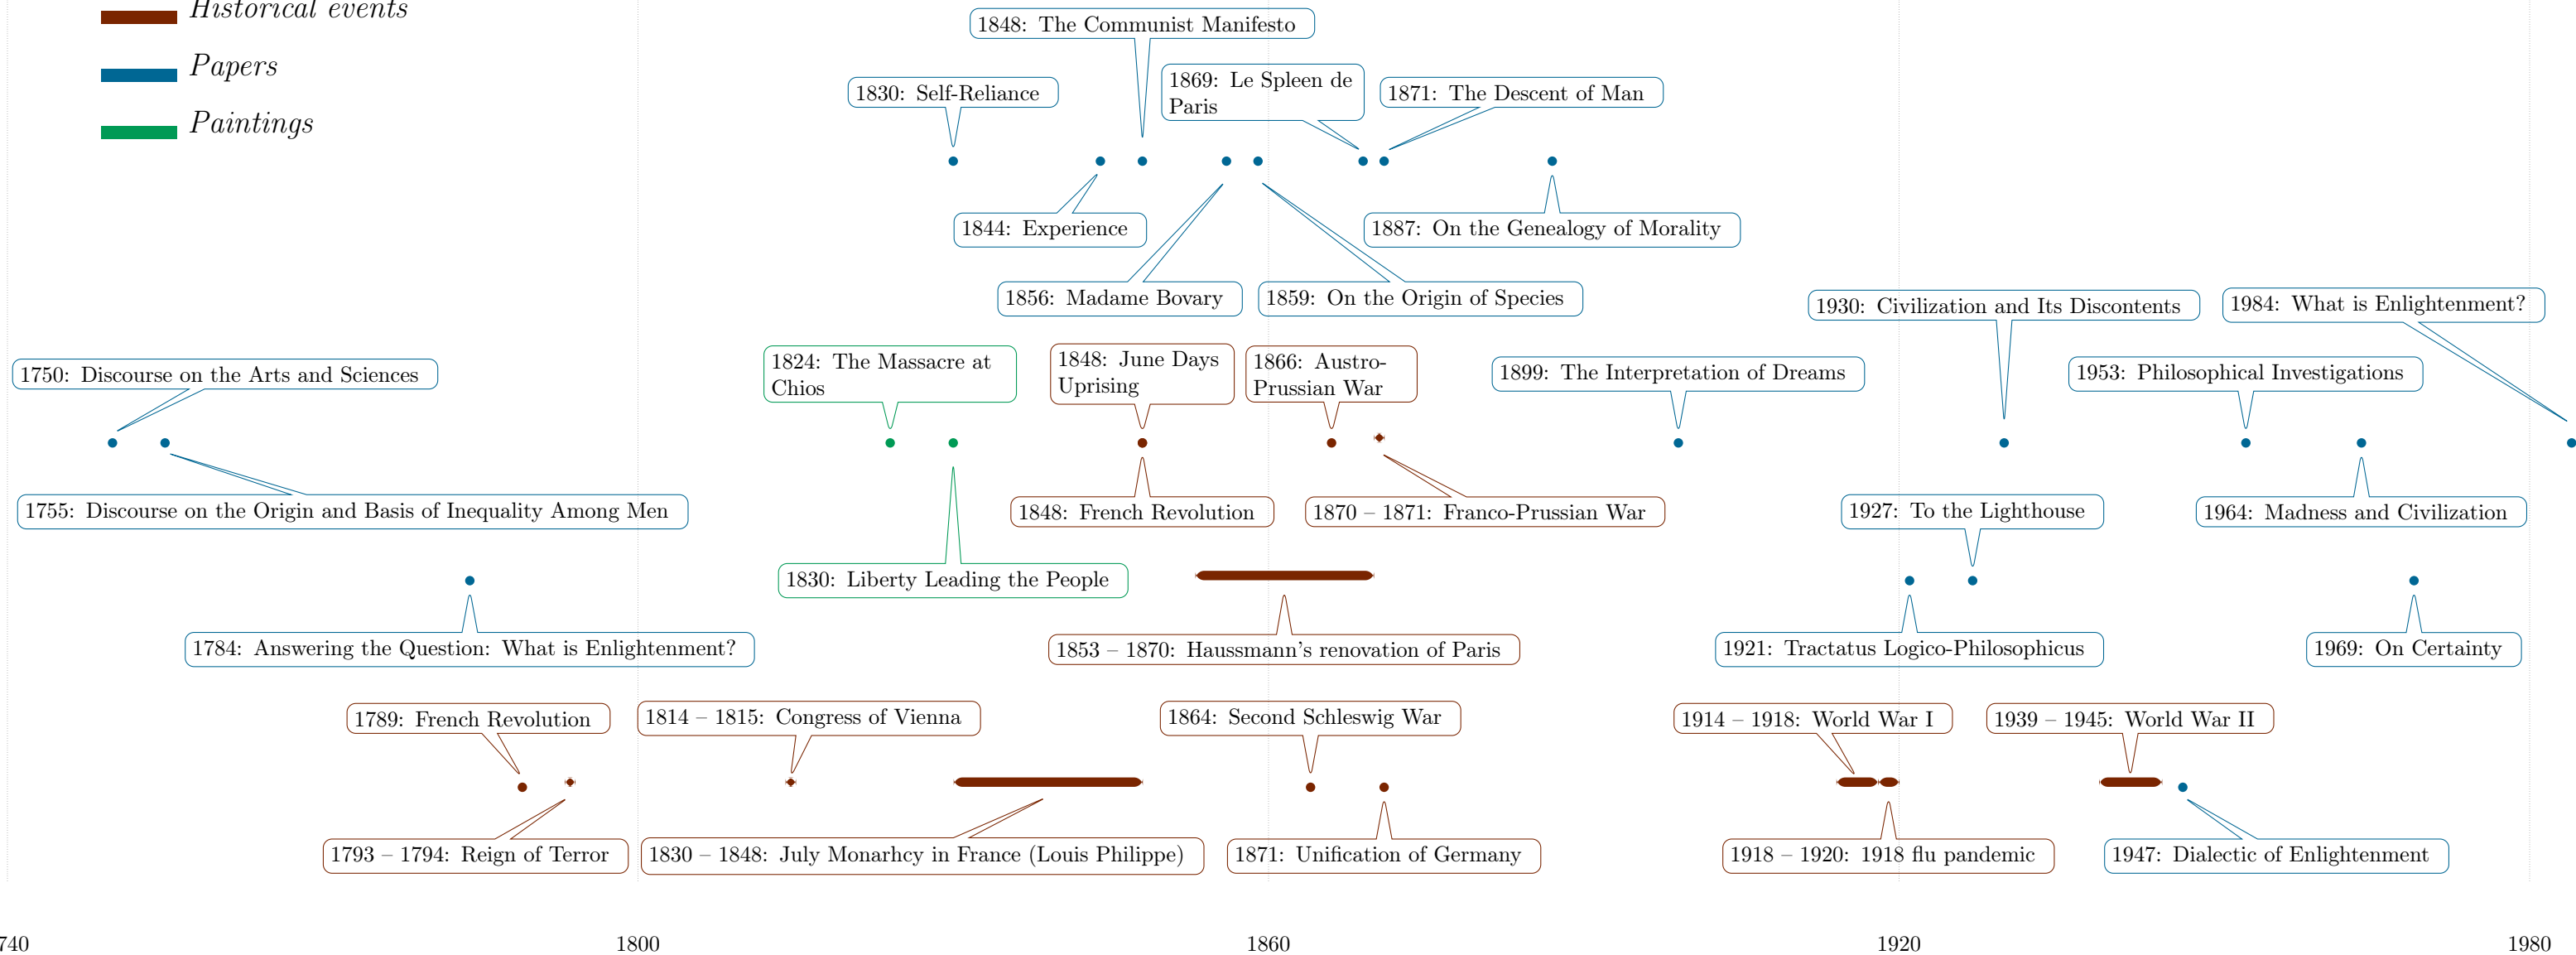 Historical events
Papers
Paintings
1848: The Communist Manifesto
1830: Self-Reliance
1869: Le Spleen de
Paris
1871: The Descent of Man
1844: Experience
1887: On the Genealogy of Morality
1856: Madame Bovary
1859: On the Origin of Species
1930: Civilization and Its Discontents
1984: What is Enlightenment?
1750: Discourse on the Arts and Sciences
1824: The Massacre at
Chios
1848: June Days
Uprising
1866: Austro-
Prussian War
1899: The Interpretation of Dreams
1953: Philosophical Investigations
1755: Discourse on the Origin and Basis of Inequality Among Men
1848: French Revolution
1870 – 1871: Franco-Prussian War
1927: To the Lighthouse
1964: Madness and Civilization
1830: Liberty Leading the People
1784: Answering the Question: What is Enlightenment?
1853 – 1870: Haussmann's renovation of Paris
1921: Tractatus Logico-Philosophicus
1969: On Certainty
1789: French Revolution
1814 – 1815: Congress of Vienna
1864: Second Schleswig War
1914 – 1918: World War I
1939 – 1945: World War II
1793 – 1794: Reign of Terror
1830 – 1848: July Monarhcy in France (Louis Philippe)
1871: Unification of Germany
1918 – 1920: 1918 flu pandemic
1947: Dialectic of Enlightenment
740
1800
1860
1920
1980